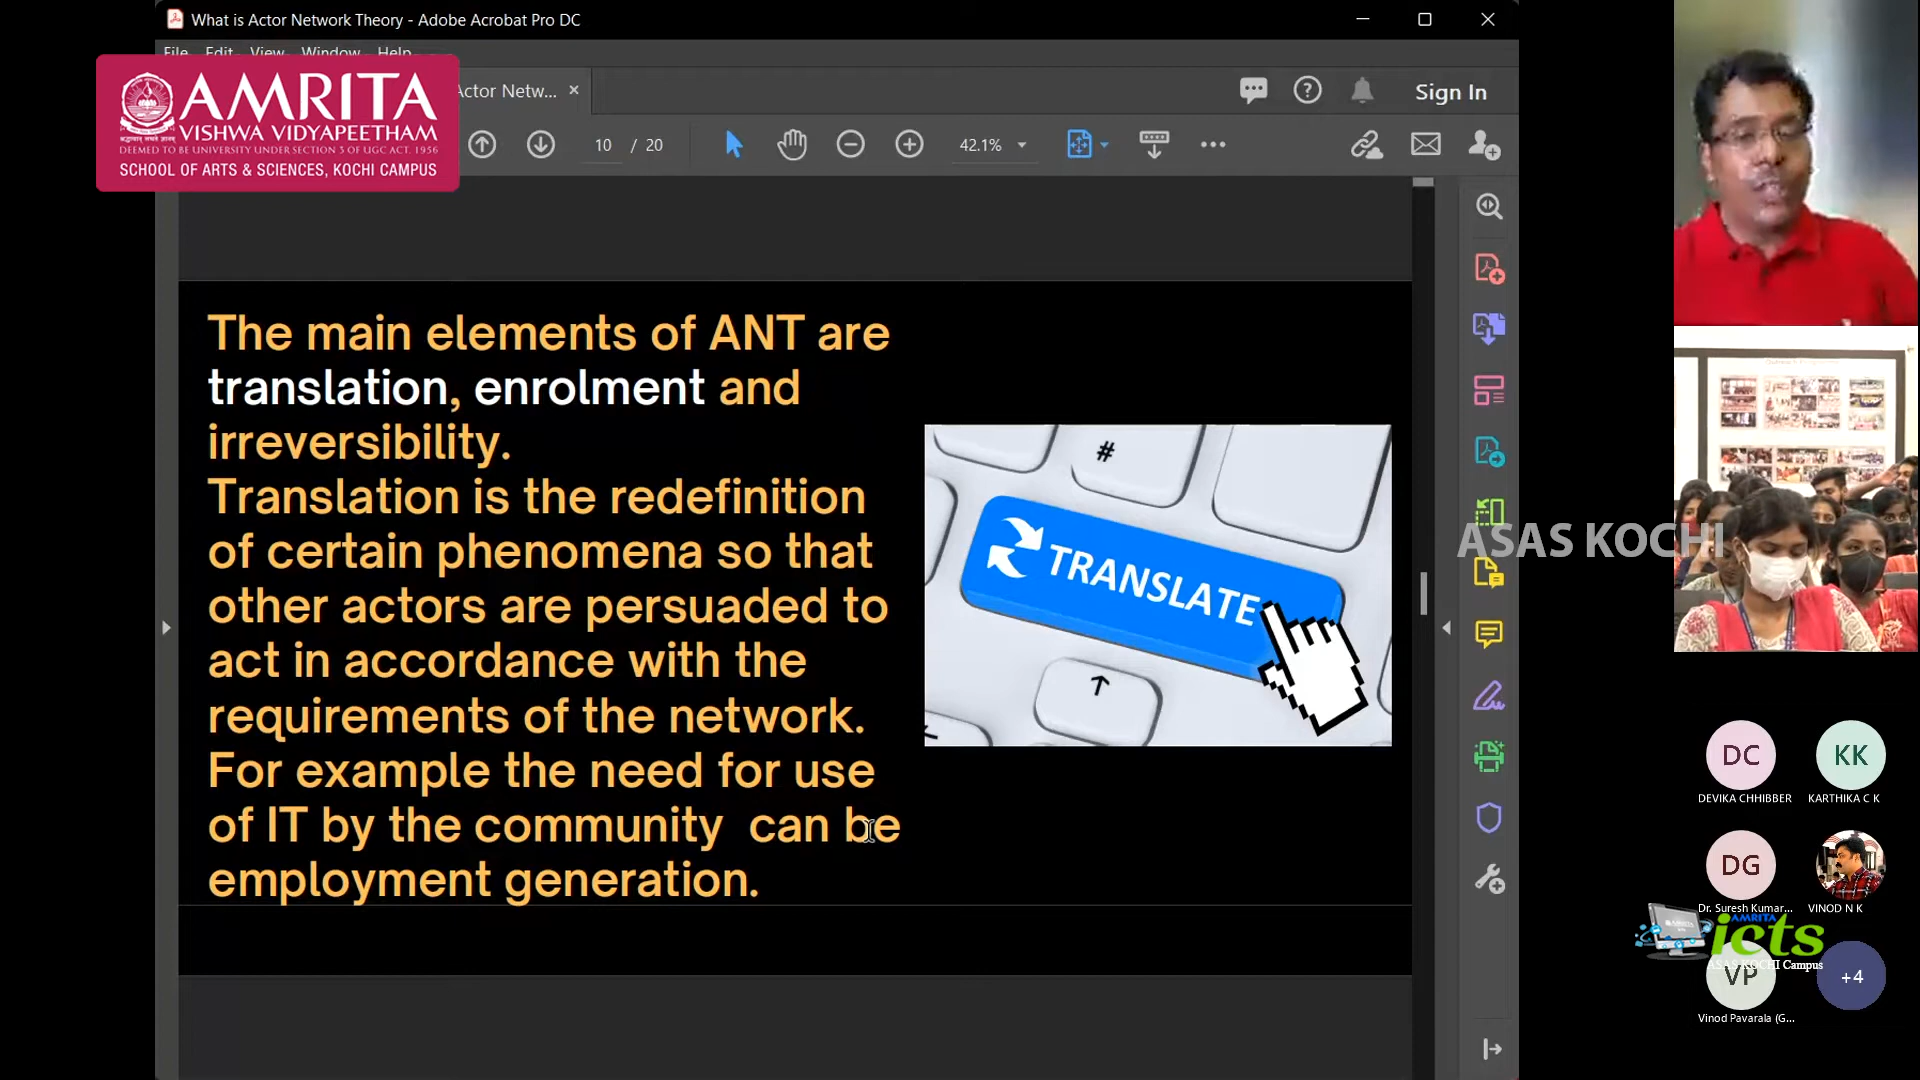 What is Actor Network Theory - Adobe Acrobat Pro DC
File Edit View Window Help
AMRITA
VISHWA VIDYAPEETHAM
DEEMED TO BE UNIVERSITY UNDER SECTION 3 OF UGC ACT, 1956
SCHOOL OF ARTS & SCIENCES, KOCHI CAMPUS
Actor Netw...
Sign In
10 / 20
42.1%
The main elements of ANT are
translation, enrolment and
irreversibility.
Translation is the redefinition
of certain phenomena so that
other actors are persuaded to
act in accordance with the
requirements of the network.
For example the need for use
of IT by the community can be
employment generation.
#
TRANSLATE
ASAS KOCHI
DC
KK
DEVIKA CHHIBBER
KARTHIKA C K
DG
Dr. Suresh Kumar...
VINOD N K
AMRITA
icts
ASAS KOCHI Campus
VP
+4
Vinod Pavarala (G...